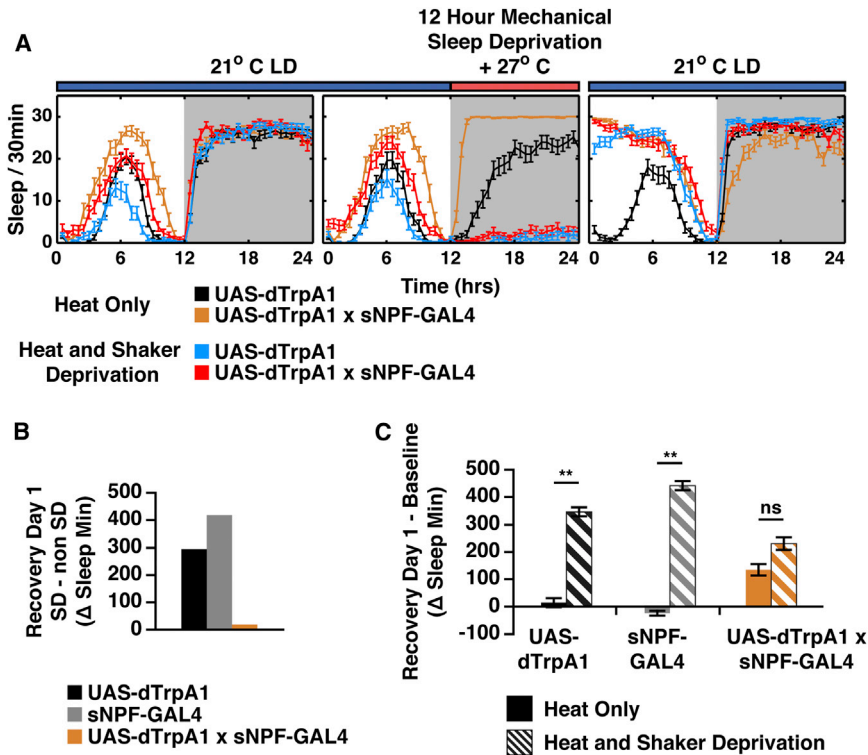 12 Hour Mechanical
Sleep Deprivation
A
21° C LD
+ 27° C
21° C LD
Sleep / 30min
30
20
10
0
0 6 12 18 24
0 6 12 18 24
0 6 12 18 24
Time (hrs)
Heat Only
UAS-dTrpA1
UAS-dTrpA1 x sNPF-GAL4
Heat and Shaker
Deprivation
UAS-dTrpA1
UAS-dTrpA1 x sNPF-GAL4
B
Recovery Day 1
SD - non SD
(Δ Sleep Min)
500
400
300
200
100
0
UAS-dTrpA1
sNPF-GAL4
UAS-dTrpA1 x sNPF-GAL4
C
Recovery Day 1 - Baseline
(Δ Sleep Min)
500
400
300
200
100
0
-100
**
**
ns
UAS-
dTrpA1
sNPF-
GAL4
UAS-dTrpA1 x
sNPF-GAL4
Heat Only
Heat and Shaker Deprivation